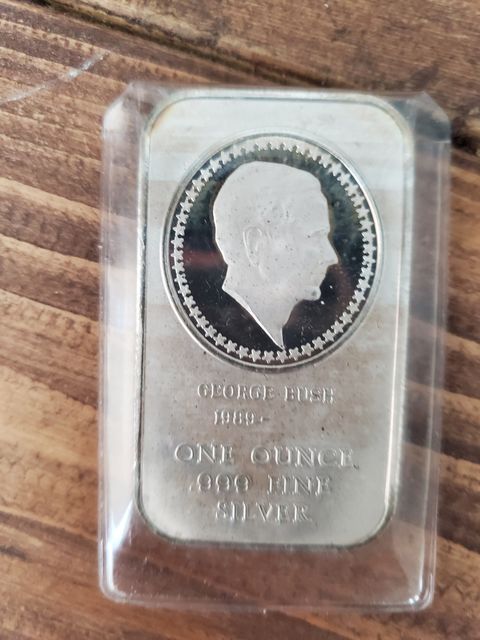 GEORGE BUSH
1989-
ONE OUNCE
.999 FINE
SILVER